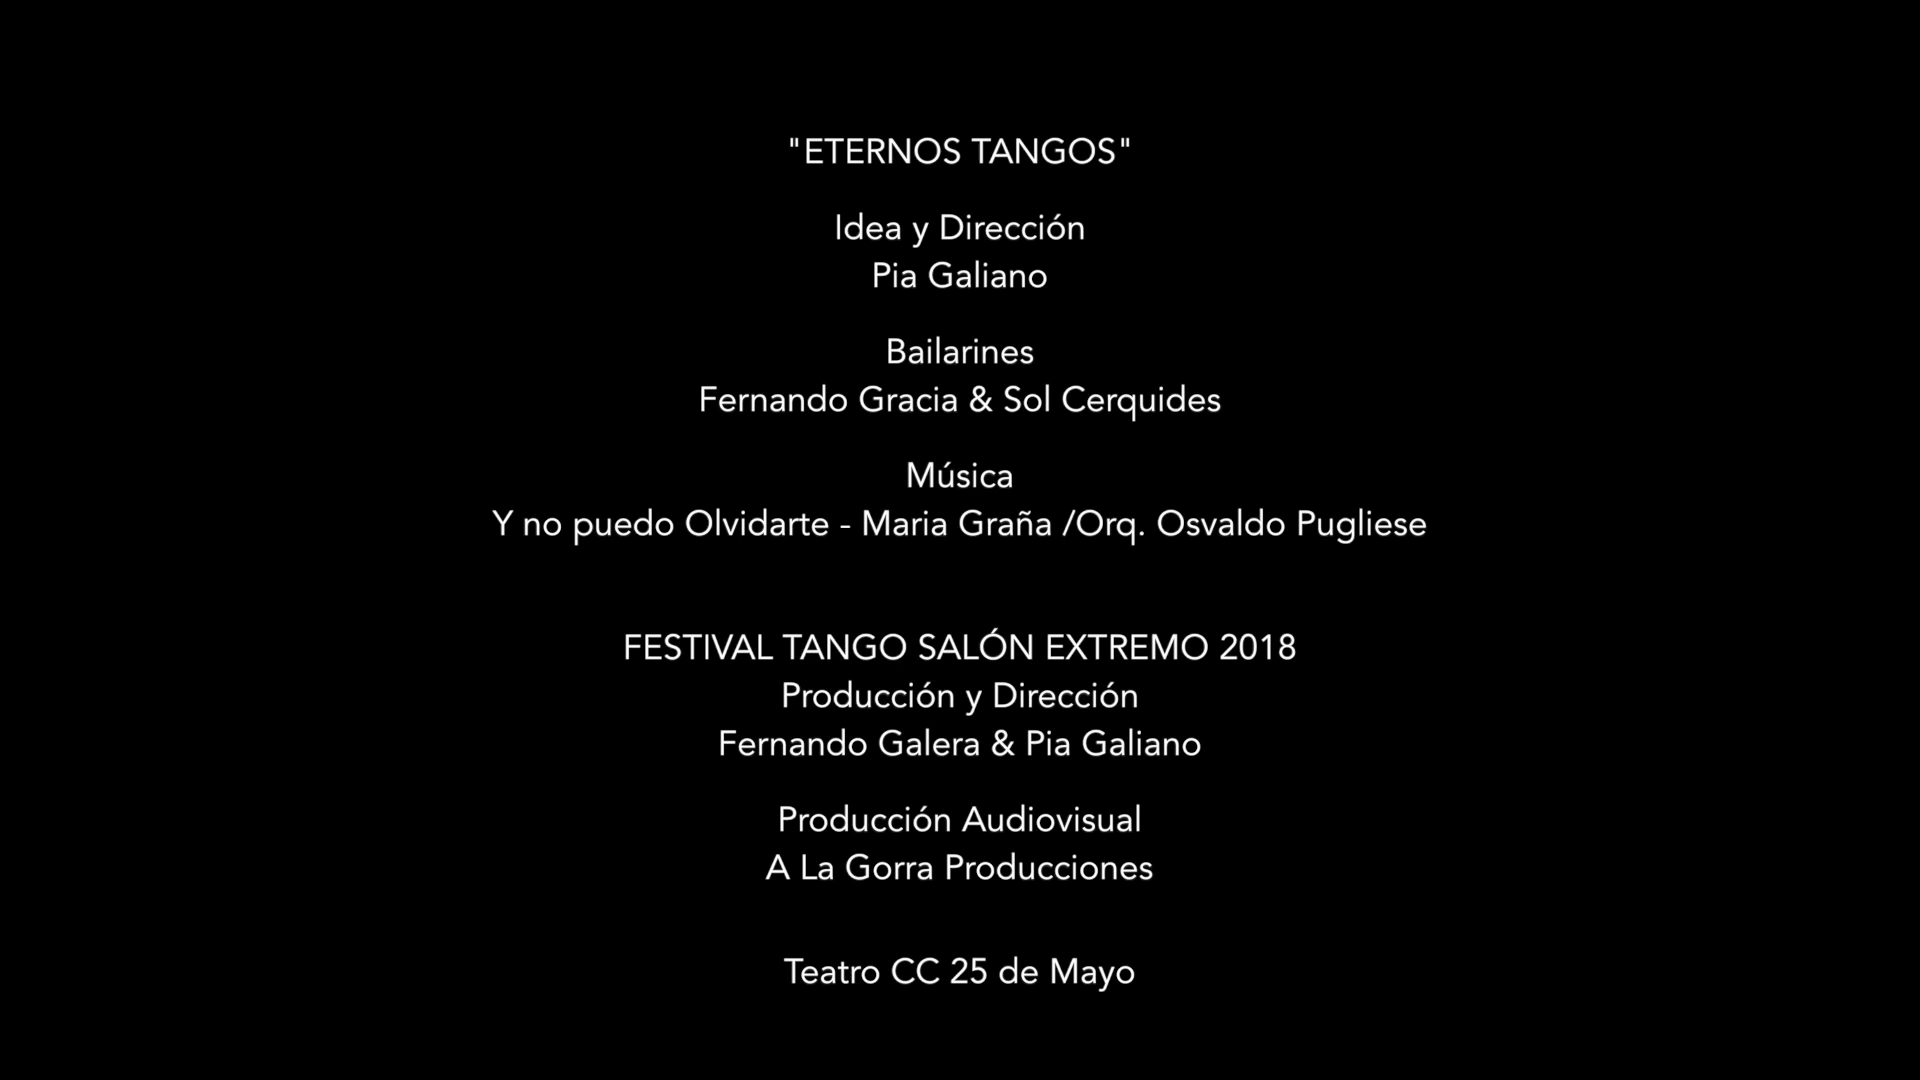 "ETERNOS TANGOS"
Idea y Dirección
Pia Galiano
Bailarines
Fernando Gracia & Sol Cerquides
Música
Y no puedo Olvidarte - Maria Graña /Orq. Osvaldo Pugliese
FESTIVAL TANGO SALÓN EXTREMO 2018
Producción y Dirección
Fernando Galera & Pia Galiano
Producción Audiovisual
A La Gorra Producciones
Teatro CC 25 de Mayo